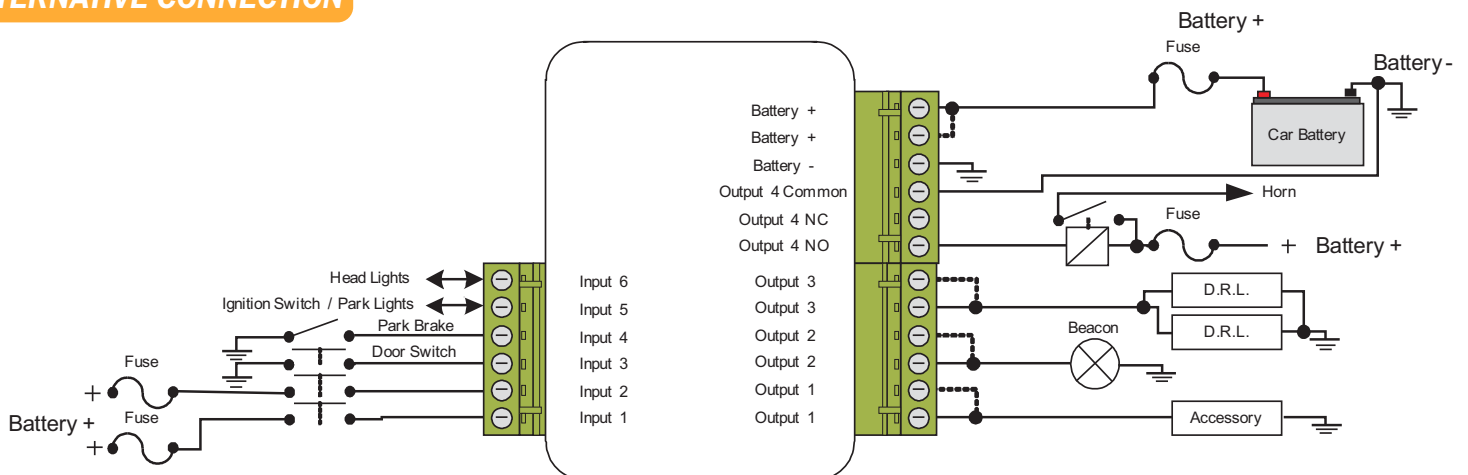 TERNATIVE CONNECTION
Battery +
Fuse
Battery -
Car Battery
Battery +
Battery +
Battery -
Output 4 Common
Output 4 NC
Output 4 NO
Horn
Fuse
+ Battery +
Head Lights
Ignition Switch / Park Lights
Park Brake
Door Switch
Fuse
+
Battery +
Fuse
+
Input 6
Input 5
Input 4
Input 3
Input 2
Input 1
Output 3
Output 3
Output 2
Output 2
Output 1
Output 1
D.R.L.
D.R.L.
Beacon
Accessory